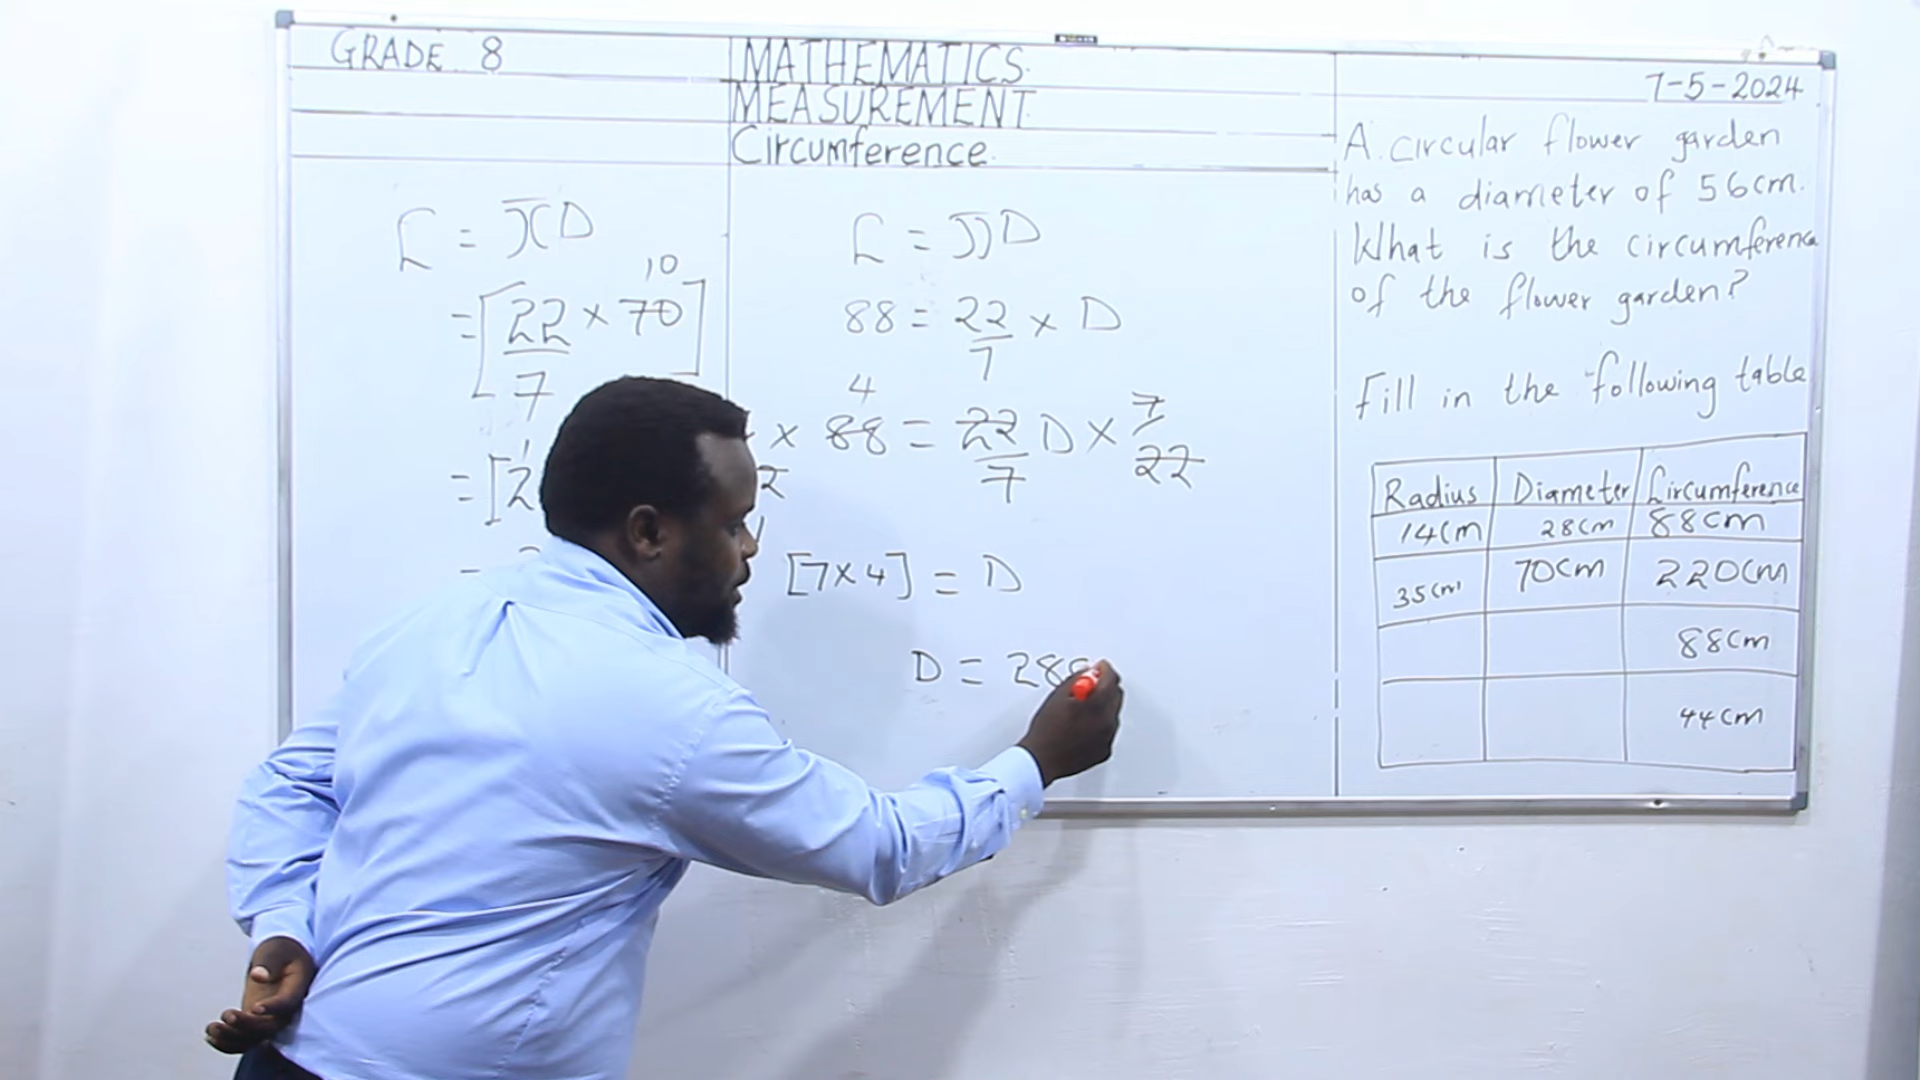 GRADE 8
MATHEMATICS
MEASUREMENT
Circumference
7-5-2024
C = πD
= [22/7 × 70]
10
= [2
C = πD
88 = 22/7 × D
4
× 88 = 22/7 D × 7/22
1
[7×4] = D
D = 28
A circular flower garden
has a diameter of 56cm.
What is the circumference
of the flower garden?
Fill in the following table
Radius Diameter Circumference
14cm 28cm 88cm
35cm 70cm 220cm
88cm
44cm